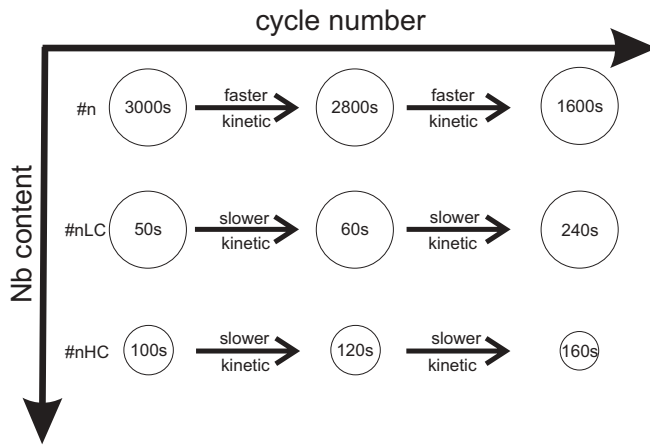 cycle number
Nb content
#n
3000s
faster
kinetic
2800s
faster
kinetic
1600s
#nLC
50s
slower
kinetic
60s
slower
kinetic
240s
#nHC
100s
slower
kinetic
120s
slower
kinetic
160s